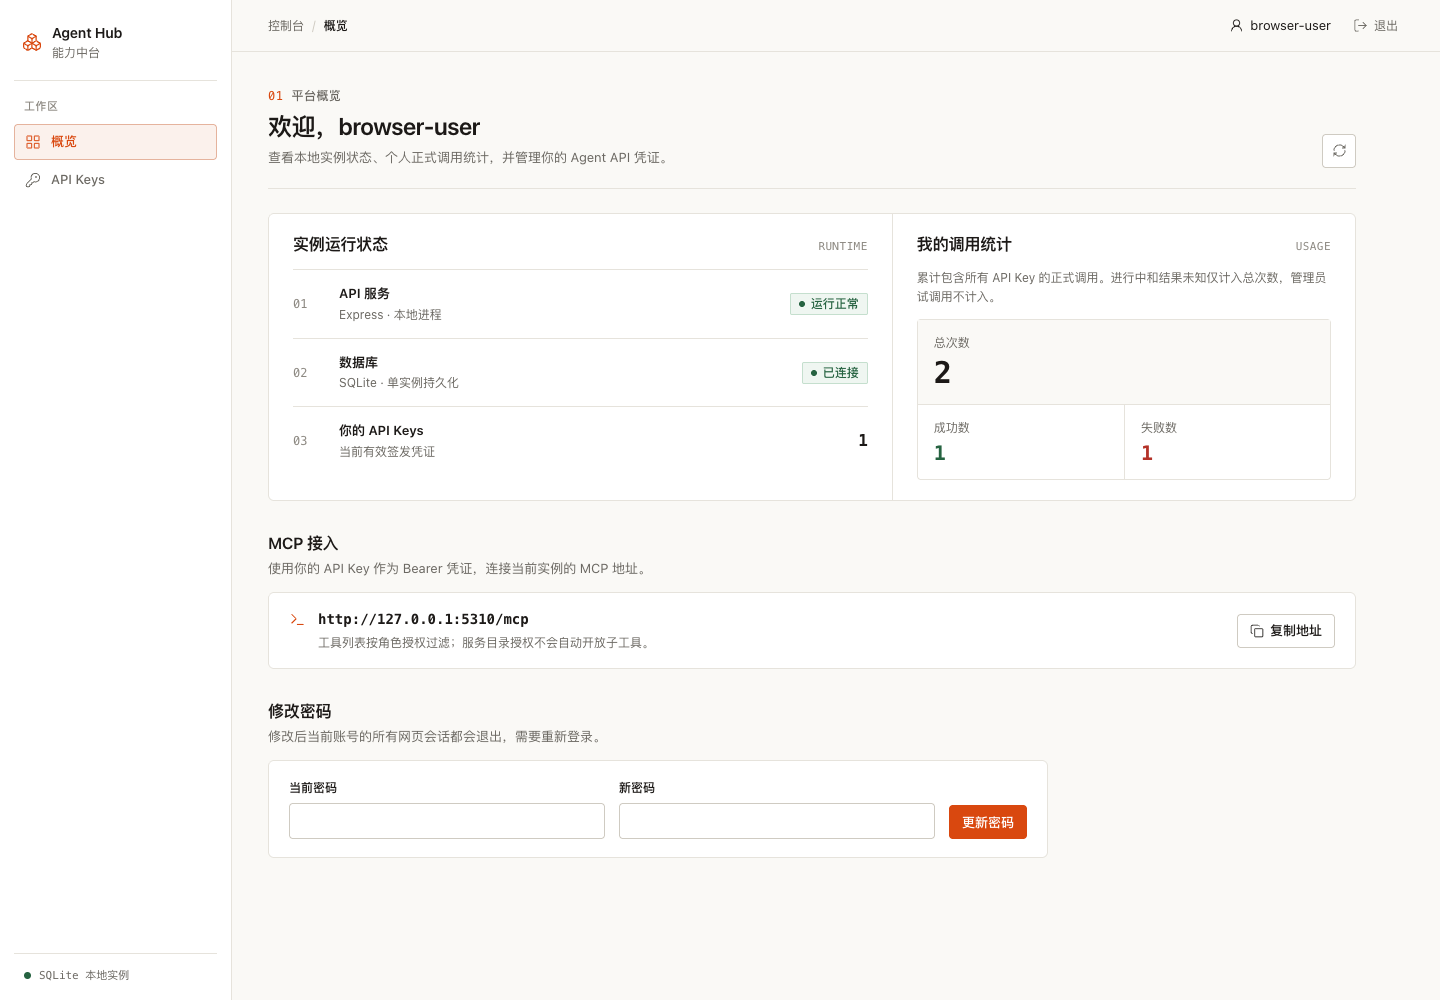 Agent Hub
能力中台
工作区
概览
API Keys
SQLite 本地实例
控制台 / 概览
browser-user
退出
01 平台概览
欢迎，browser-user
查看本地实例状态、个人正式调用统计，并管理你的 Agent API 凭证。
实例运行状态
RUNTIME
01
API 服务
Express · 本地进程
运行正常
02
数据库
SQLite · 单实例持久化
已连接
03
你的 API Keys
当前有效签发凭证
1
我的调用统计
USAGE
累计包含所有 API Key 的正式调用。进行中和结果未知仅计入总次数，管理员
试调用不计入。
总次数
2
成功数
1
失败数
1
MCP 接入
使用你的 API Key 作为 Bearer 凭证，连接当前实例的 MCP 地址。
http://127.0.0.1:5310/mcp
工具列表按角色授权过滤；服务目录授权不会自动开放子工具。
复制地址
修改密码
修改后当前账号的所有网页会话都会退出，需要重新登录。
当前密码
新密码
更新密码